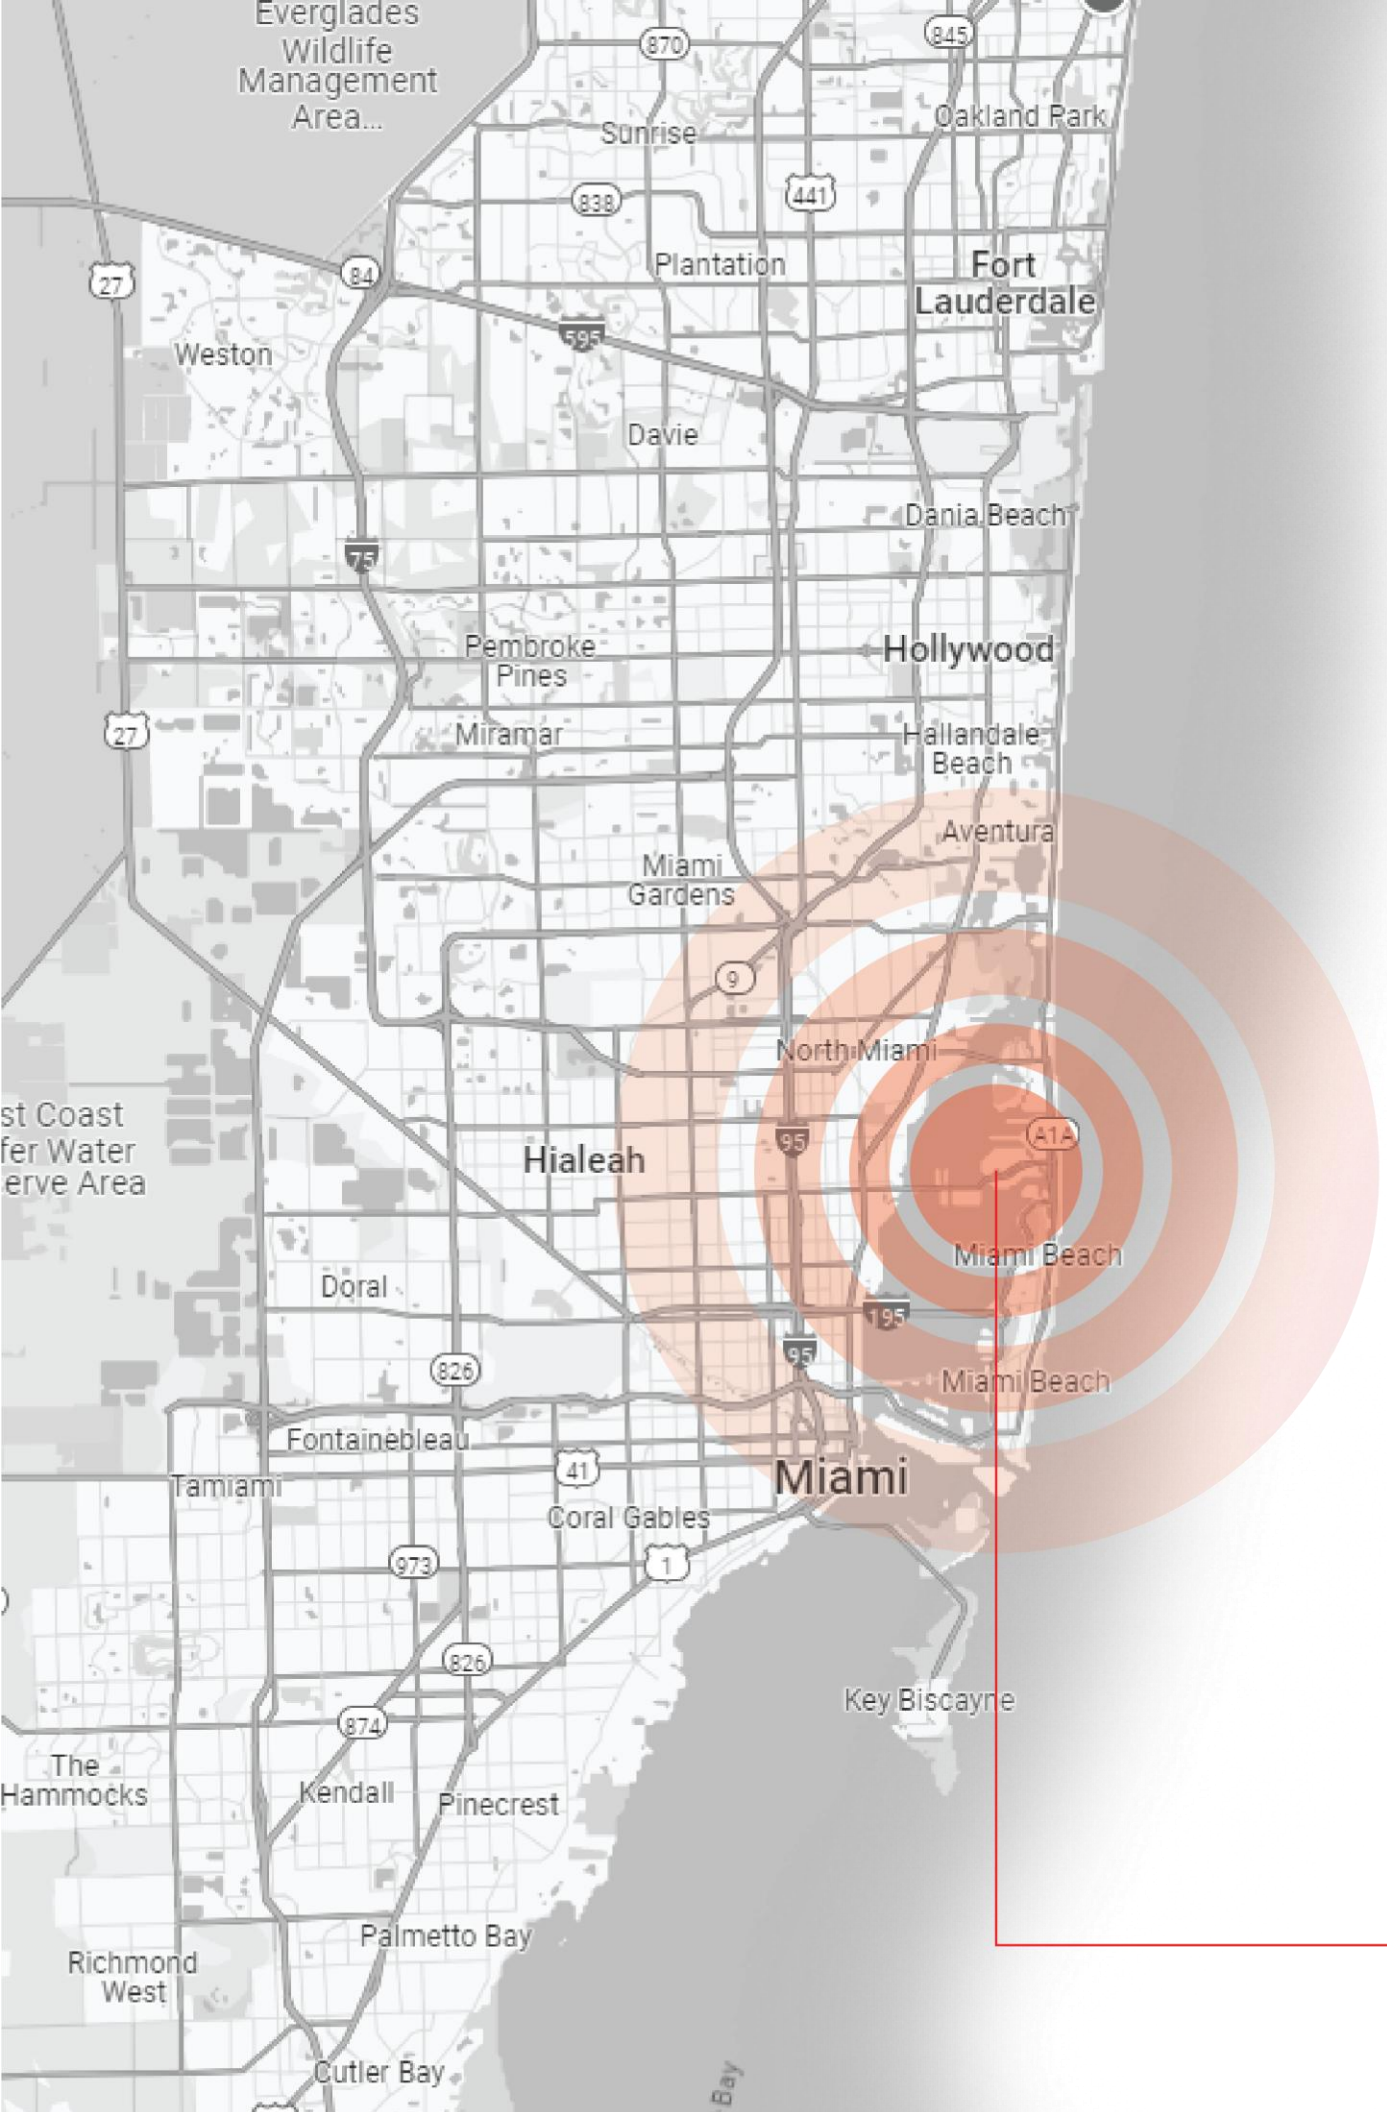 Everglades
Wildlife
Management
Area...
870
845
Oakland Park
Sunrise
838
441
Plantation
Fort
Lauderdale
27
84
595
Weston
Davie
Dania Beach
75
Pembroke
Pines
Hollywood
27
Miramar
Hallandale
Beach
Aventura
Miami
Gardens
9
North Miami
st Coast
fer Water
erve Area
95
A1A
Hialeah
Miami Beach
Doral
195
95
826
Miami Beach
Fontainebleau
41
Miami
Tamiami
Coral Gables
973
1
826
Key Biscayne
874
The
Hammocks
Kendall
Pinecrest
Palmetto Bay
Richmond
West
Cutler Bay
Bay